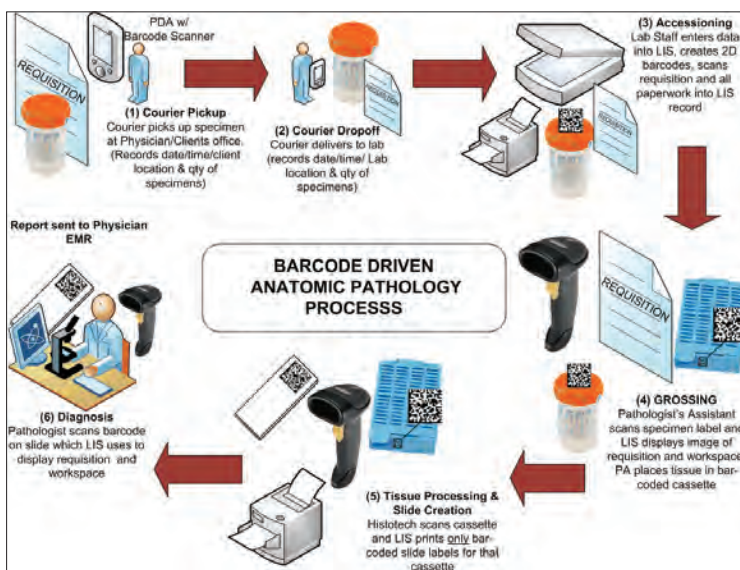 PDA w/
Barcode Scanner
REQUISITION
(1) Courier Pickup
Courier picks up specimen
at Physician/Clients office.
(Records date/time/client
location & qty of
specimens)
(2) Courier Dropoff
Courier delivers to lab
(records date/time/ Lab
location & qty of
specimens)
(3) Accessioning
Lab Staff enters data
into LIS, creates 2D
barcodes, scans
requisition and all
paperwork into LIS
record
REQUISITION
(4) GROSSING
Pathologist's Assistant
scans specimen label and
LIS displays image of
requisition and workspace
PA places tissue in bar-
coded cassette
(5) Tissue Processing &
Slide Creation
Histotech scans cassette
and LIS prints only bar-
coded slide labels for that
cassette
Report sent to Physician
EMR
(6) Diagnosis
Pathologist scans barcode
on slide which LIS uses to
display requisition and
workspace
BARCODE DRIVEN
ANATOMIC PATHOLOGY
PROCESSS